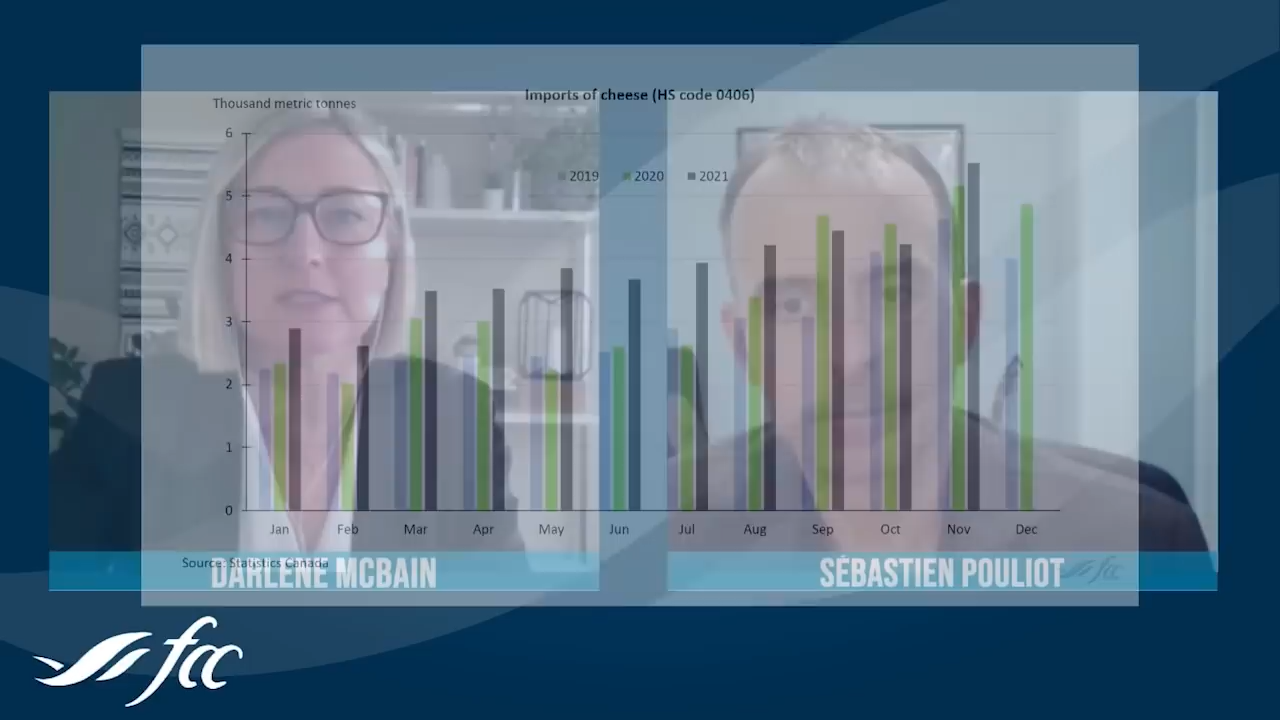 Imports of cheese (HS code 0406)
Thousand metric tonnes
2019 2020 2021
6
5
4
3
2
1
0
Jan Feb Mar Apr May Jun Jul Aug Sep Oct Nov Dec
Source: Statistics Canada
DARLENE MCBAIN
SÉBASTIEN POULIOT
fcc
fcc